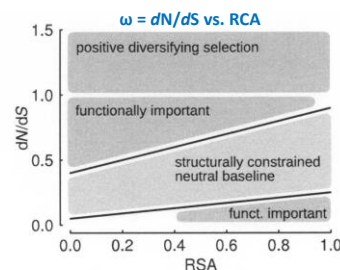 ω = dN/dS vs. RCA
1.5
positive diversifying selection
1.0
functionally important
dN/dS
0.5
structurally constrained
neutral baseline
funct. important
0.0
0.0 0.2 0.4 0.6 0.8 1.0
RSA